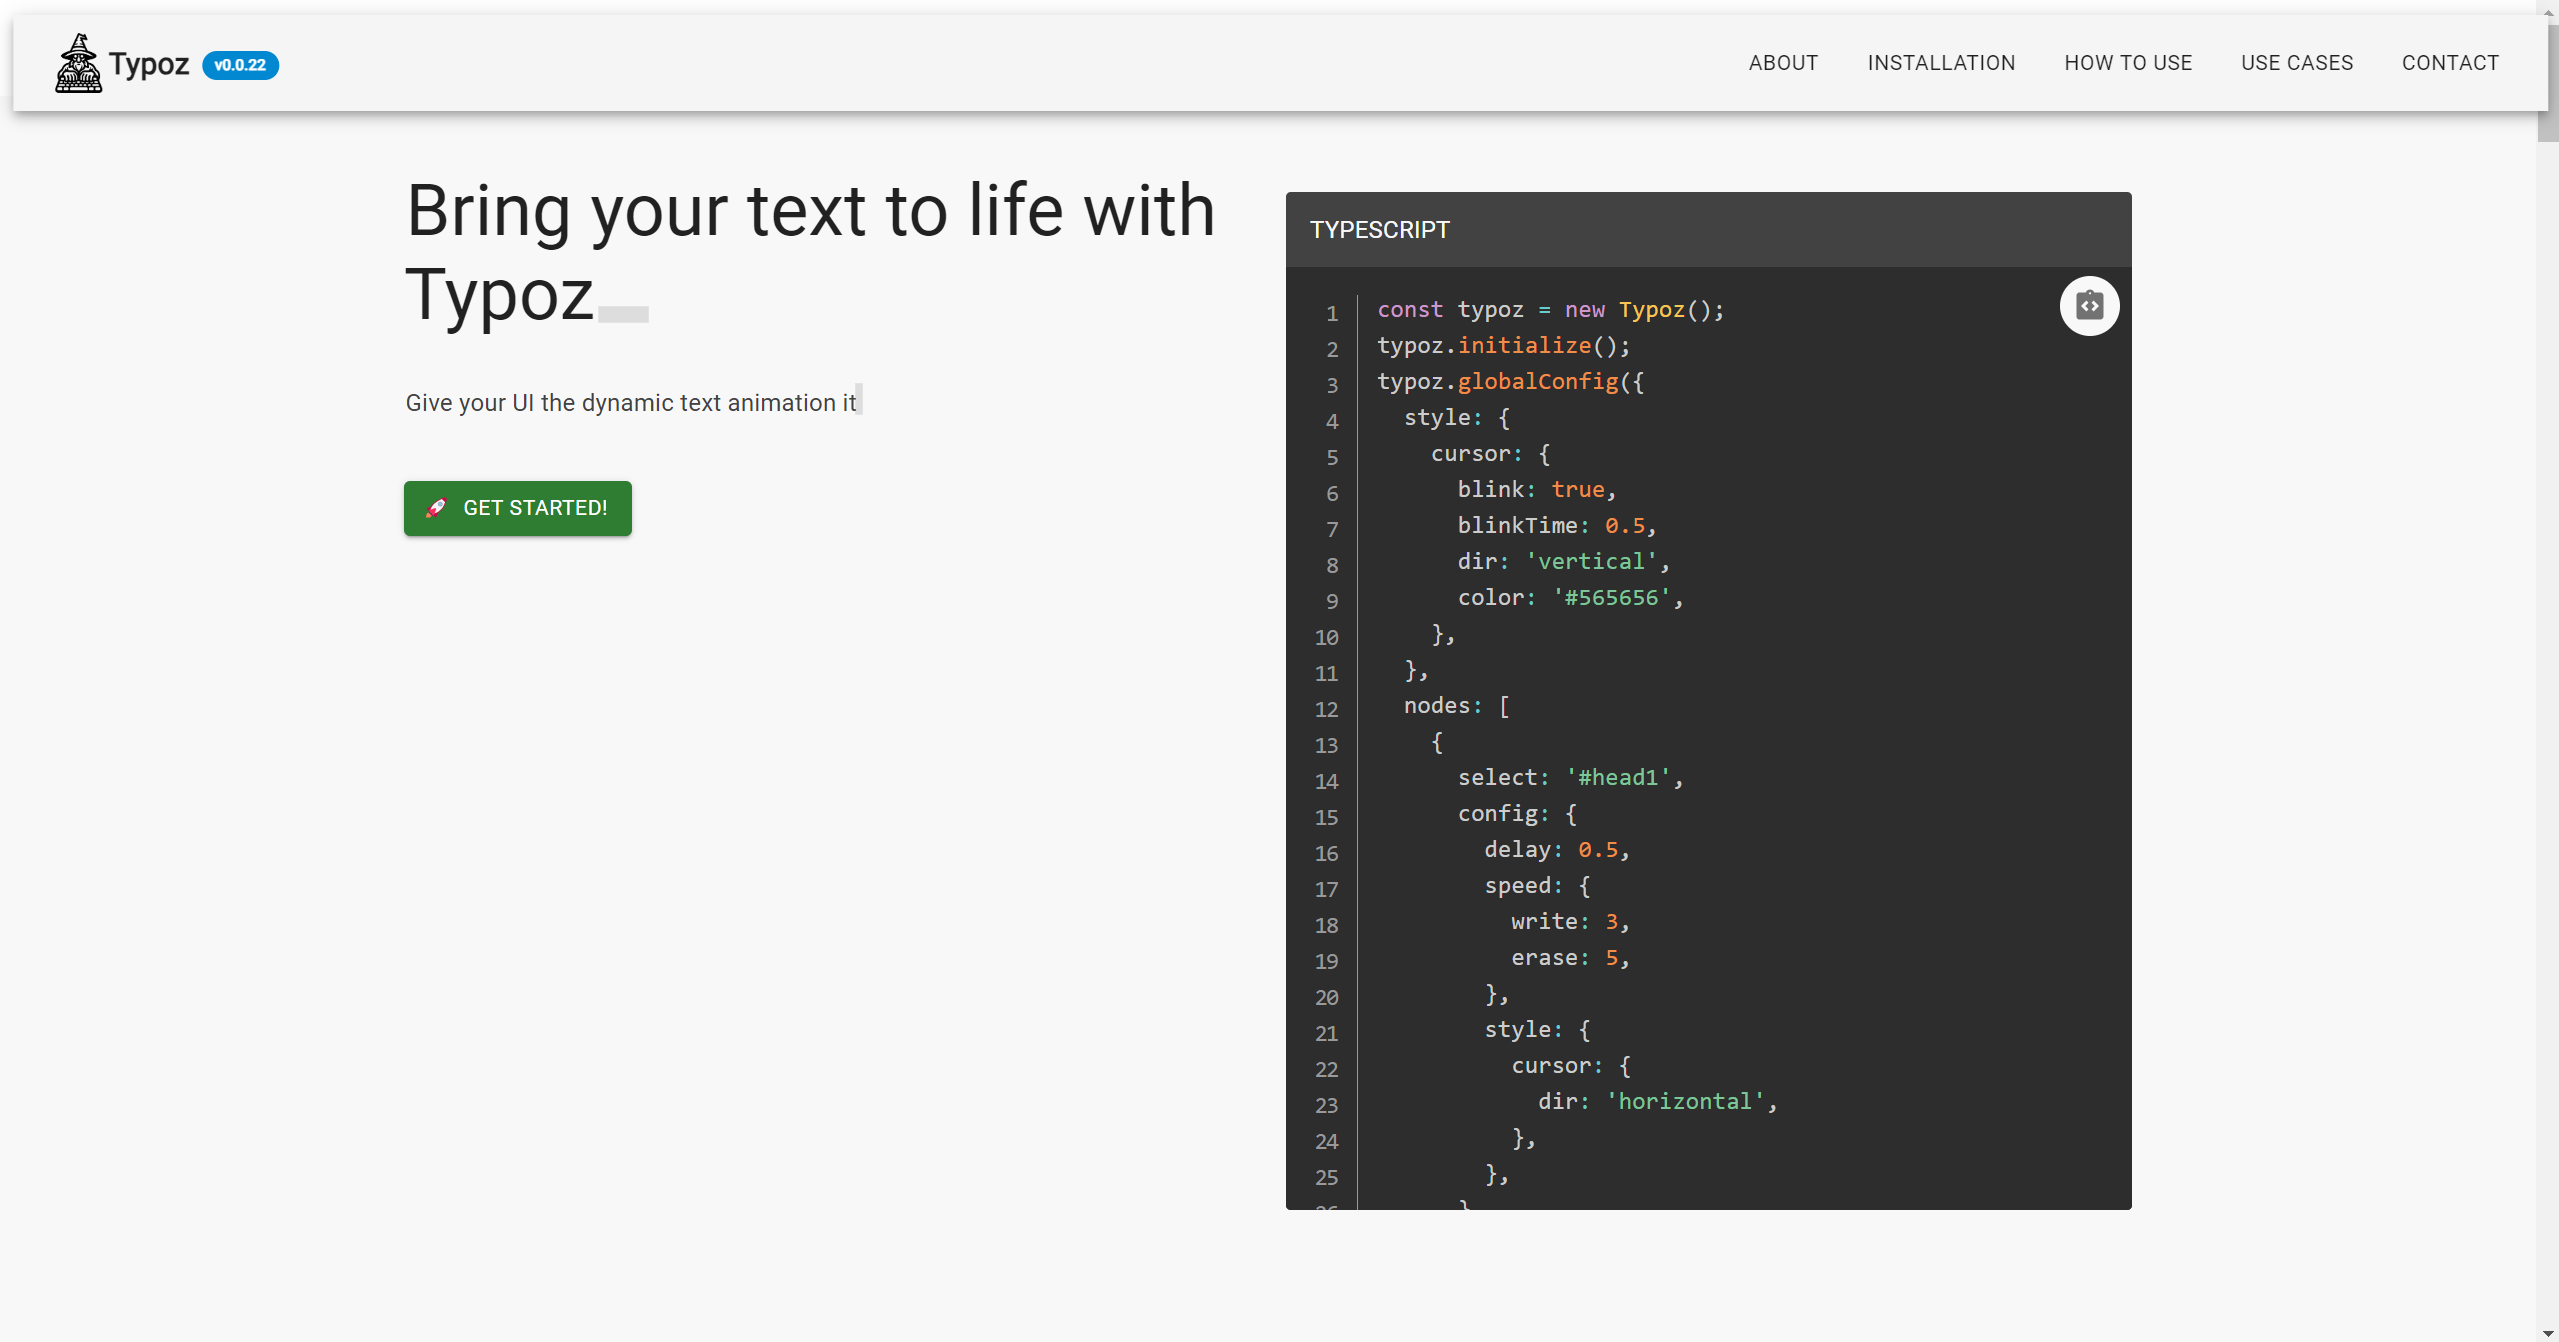 Typoz v0.0.22
ABOUT INSTALLATION HOW TO USE USE CASES CONTACT
Bring your text to life with
Typoz
Give your UI the dynamic text animation it
GET STARTED!
TYPESCRIPT
1 const typoz = new Typoz();
2 typoz.initialize();
3 typoz.globalConfig({
4 style: {
5 cursor: {
6 blink: true,
7 blinkTime: 0.5,
8 dir: 'vertical',
9 color: '#565656',
10 },
11 },
12 nodes: [
13 {
14 select: '#head1',
15 config: {
16 delay: 0.5,
17 speed: {
18 write: 3,
19 erase: 5,
20 },
21 style: {
22 cursor: {
23 dir: 'horizontal',
24 },
25 },